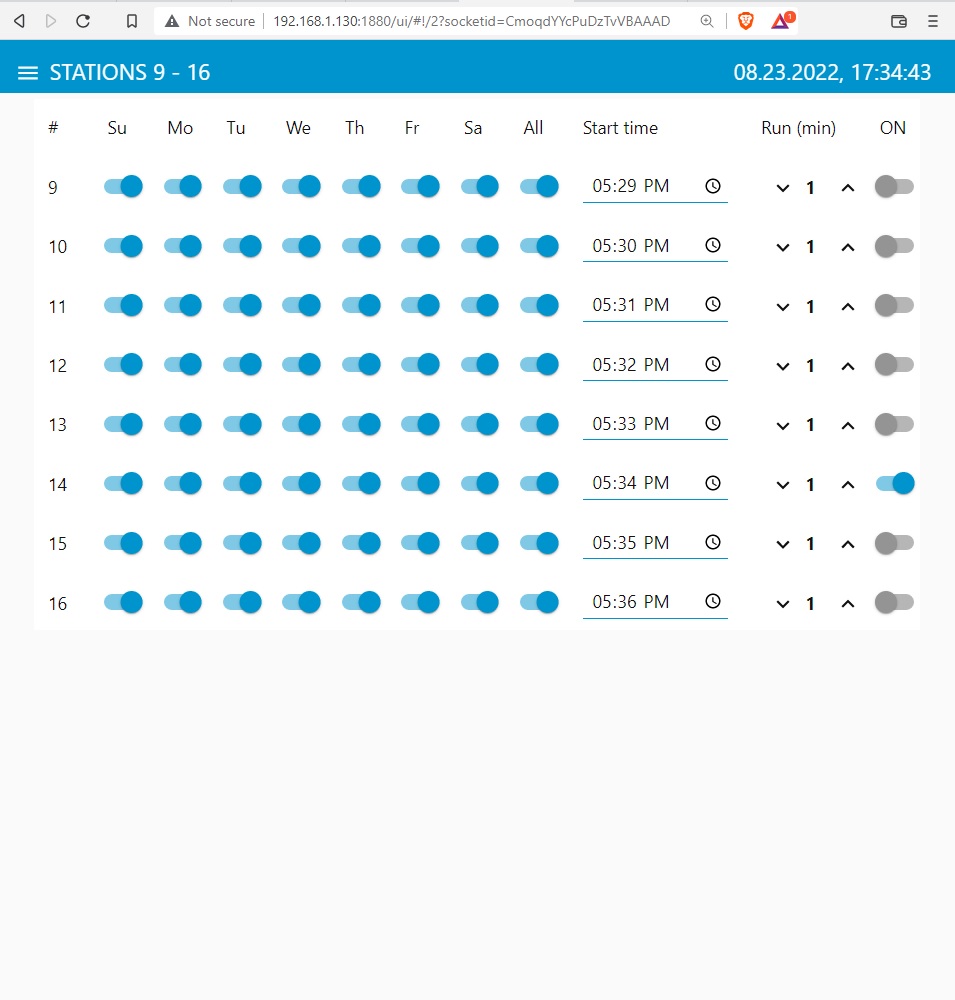 Not secure 192.168.1.130:1880/ui/#!/2?socketid=CmoqdYYcPuDzTvVBAAAD 1
STATIONS 9 - 16 08.23.2022, 17:34:43
# Su Mo Tu We Th Fr Sa All Start time Run (min) ON
9 05:29 PM 1
10 05:30 PM 1
11 05:31 PM 1
12 05:32 PM 1
13 05:33 PM 1
14 05:34 PM 1
15 05:35 PM 1
16 05:36 PM 1